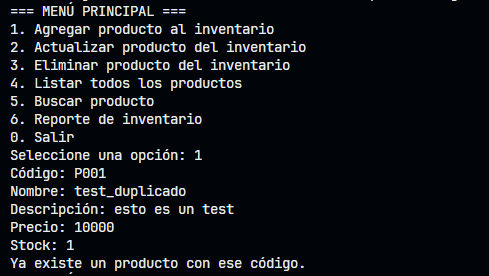 === MENÚ PRINCIPAL ===
1. Agregar producto al inventario
2. Actualizar producto del inventario
3. Eliminar producto del inventario
4. Listar todos los productos
5. Buscar producto
6. Reporte de inventario
0. Salir
Seleccione una opción: 1
Código: P001
Nombre: test_duplicado
Descripción: esto es un test
Precio: 10000
Stock: 1
Ya existe un producto con ese código.